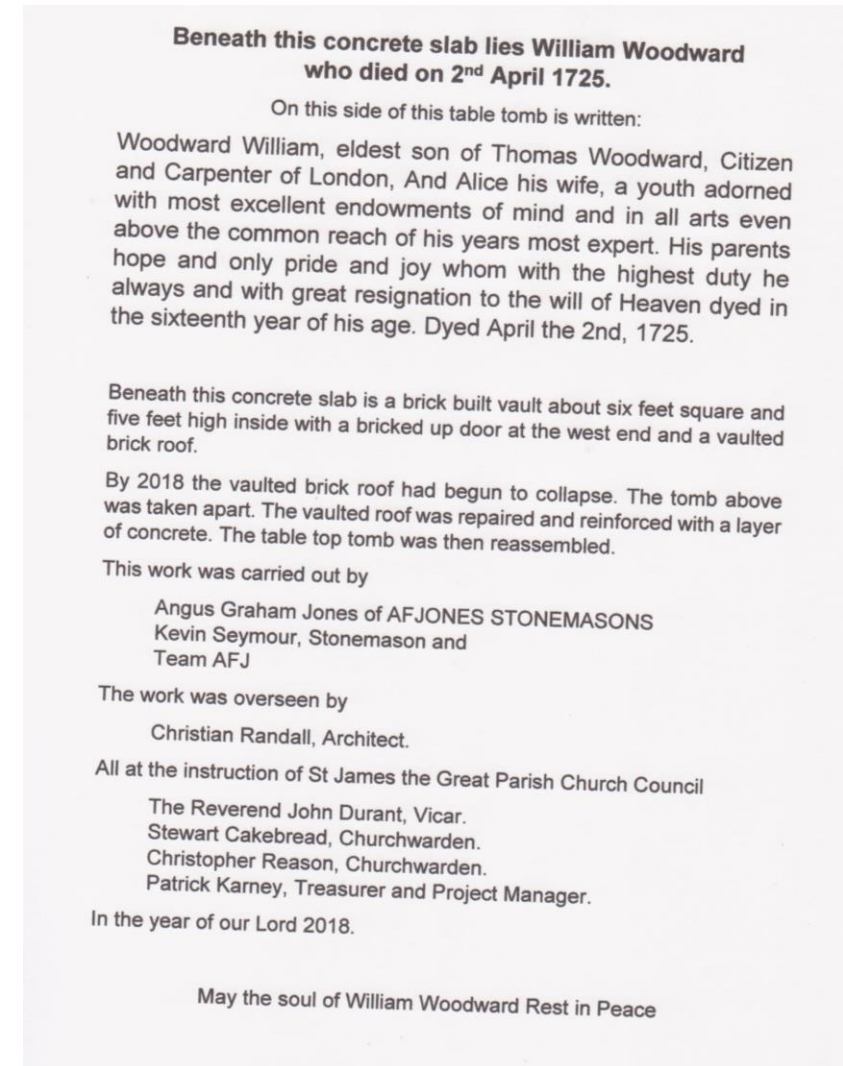 Beneath this concrete slab lies William Woodward
who died on 2nd April 1725.
On this side of this table tomb is written:
Woodward William, eldest son of Thomas Woodward, Citizen
and Carpenter of London, And Alice his wife, a youth adorned
with most excellent endowments of mind and in all arts even
above the common reach of his years most expert. His parents
hope and only pride and joy whom with the highest duty he
always and with great resignation to the will of Heaven dyed in
the sixteenth year of his age. Dyed April the 2nd, 1725.
Beneath this concrete slab is a brick built vault about six feet square and
five feet high inside with a bricked up door at the west end and a vaulted
brick roof.
By 2018 the vaulted brick roof had begun to collapse. The tomb above
was taken apart. The vaulted roof was repaired and reinforced with a layer
of concrete. The table top tomb was then reassembled.
This work was carried out by
Angus Graham Jones of AFJONES STONEMASONS
Kevin Seymour, Stonemason and
Team AFJ
The work was overseen by
Christian Randall, Architect.
All at the instruction of St James the Great Parish Church Council
The Reverend John Durant, Vicar.
Stewart Cakebread, Churchwarden.
Christopher Reason, Churchwarden.
Patrick Karney, Treasurer and Project Manager.
In the year of our Lord 2018.
May the soul of William Woodward Rest in Peace